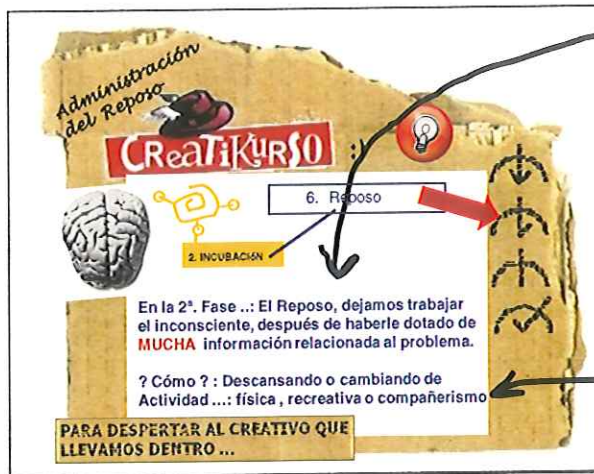 Administración
del Reposo
CReaTiKuRSO :)
6. Reposo
2. INCUBACIóN
En la 2ª. Fase ..: El Reposo, dejamos trabajar
el inconsciente, después de haberle dotado de
MUCHA información relacionada al problema.
? Cómo ? : Descansando o cambiando de
Actividad ...: física , recreativa o compañerismo
PARA DESPERTAR AL CREATIVO QUE
LLEVAMOS DENTRO ...